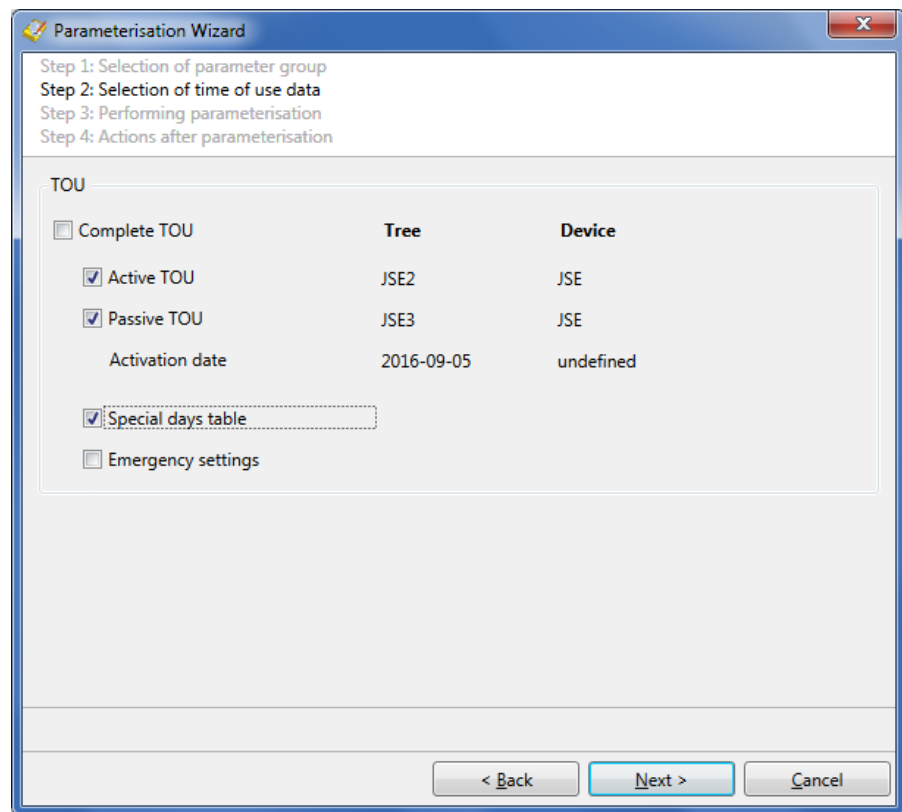 Parameterisation Wizard
Step 1: Selection of parameter group
Step 2: Selection of time of use data
Step 3: Performing parameterisation
Step 4: Actions after parameterisation
TOU
Complete TOU Tree Device
Active TOU JSE2 JSE
Passive TOU JSE3 JSE
Activation date 2016-09-05 undefined
Special days table
Emergency settings
< Back Next > Cancel